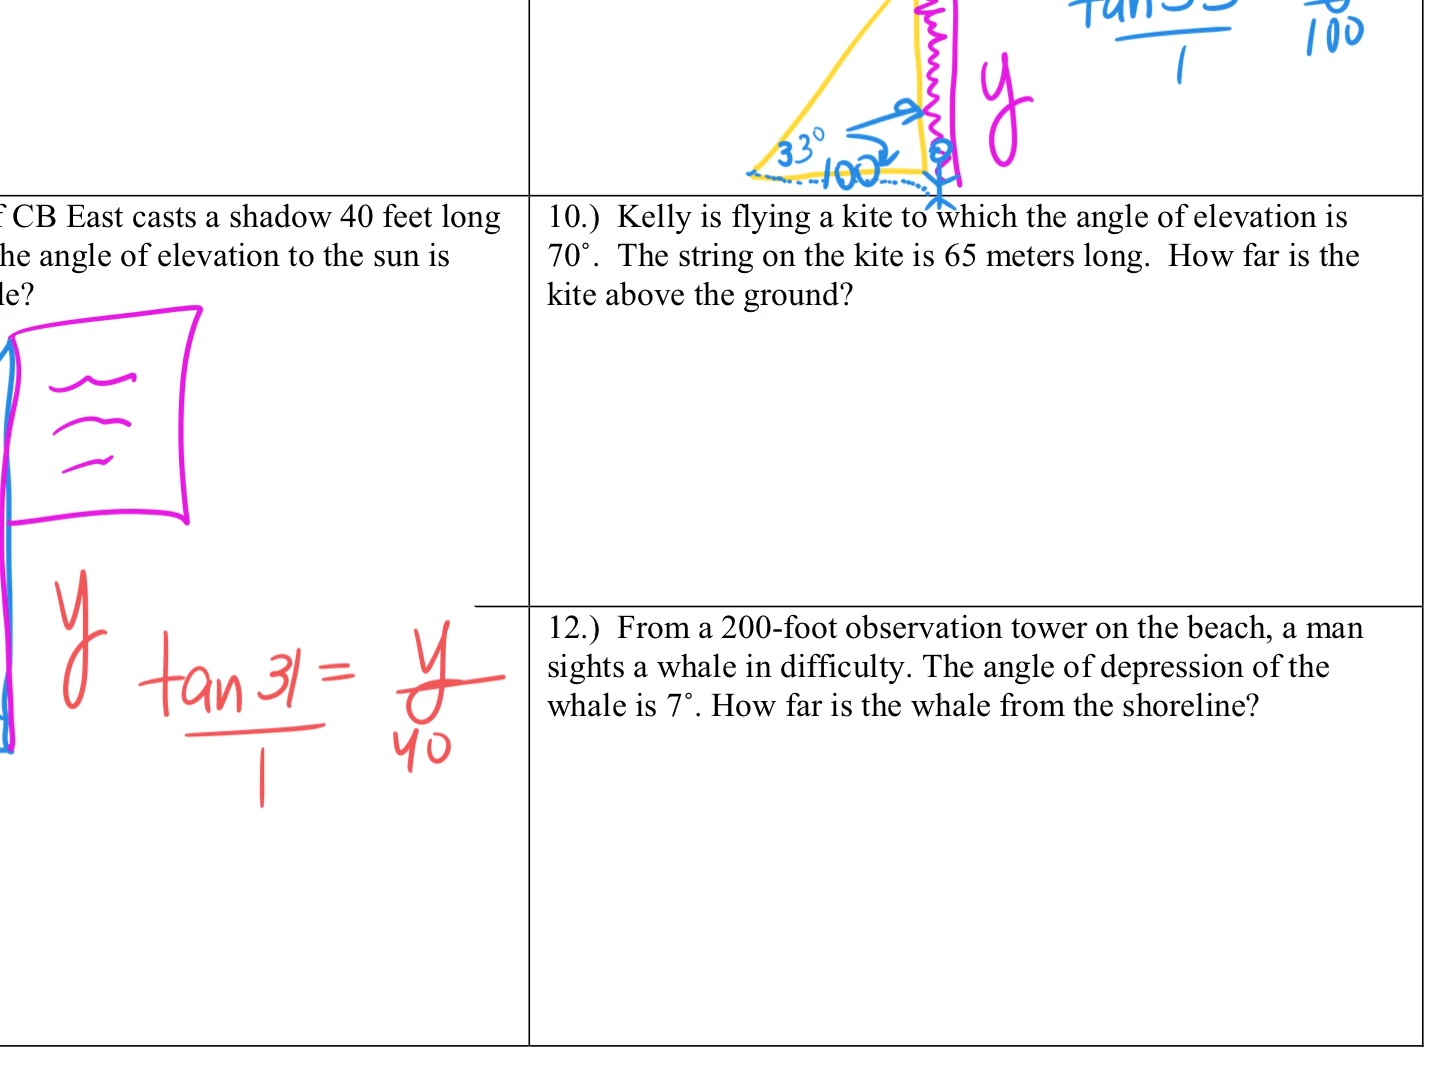 tan 33
1
100
y
33°
100
CB East casts a shadow 40 feet long
he angle of elevation to the sun is
le?
10.) Kelly is flying a kite to which the angle of elevation is
70˚. The string on the kite is 65 meters long. How far is the
kite above the ground?
y
tan 31 = y
1
40
12.) From a 200-foot observation tower on the beach, a man
sights a whale in difficulty. The angle of depression of the
whale is 7˚. How far is the whale from the shoreline?